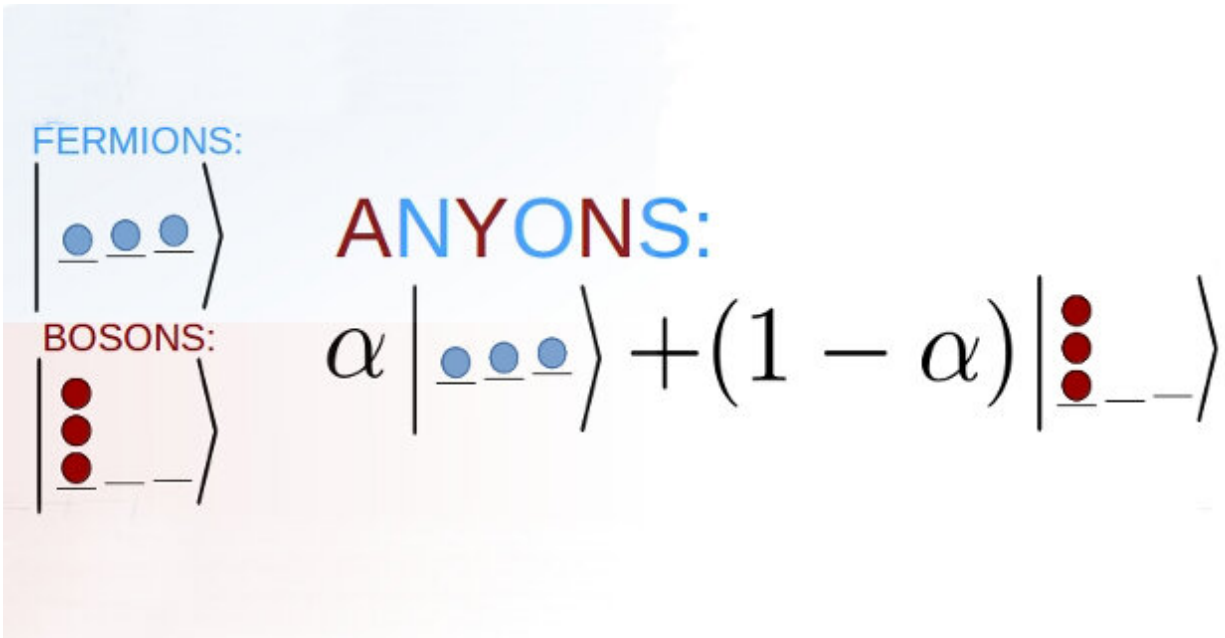 FERMIONS:
ANYONS:
BOSONS:
α | ⟩ +(1 − α) | ⟩